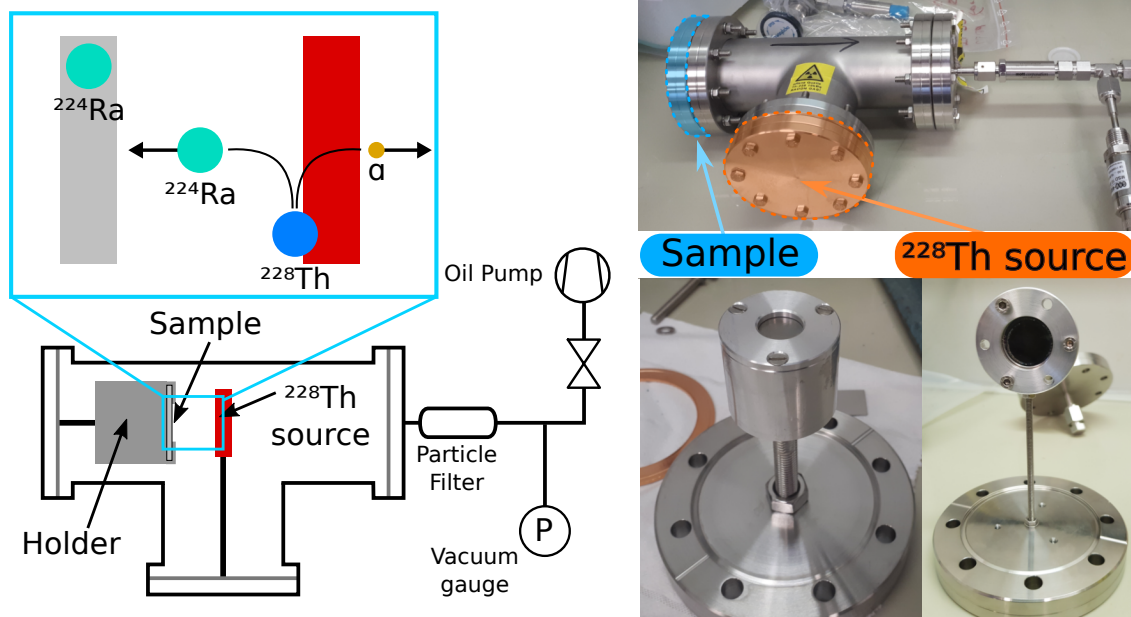 ²²⁴Ra
²²⁴Ra
α
²²⁸Th
Oil Pump
Sample
²²⁸Th
source
Particle
Filter
Holder
P
Vacuum
gauge
Sample
²²⁸Th source